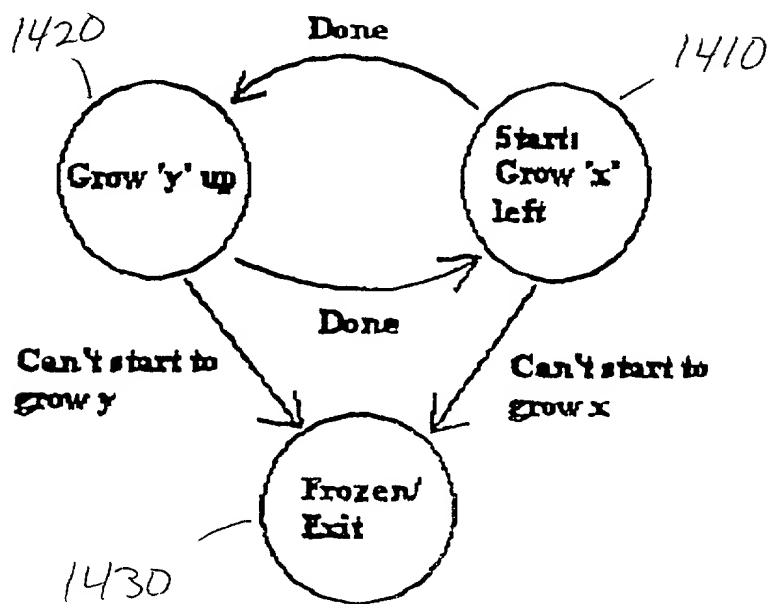 1420
Done
1410
Grow 'y' up
Start:
Grow 'x'
left
Done
Can't start to
grow y
Can't start to
grow x
Frozen/
Exit
1430